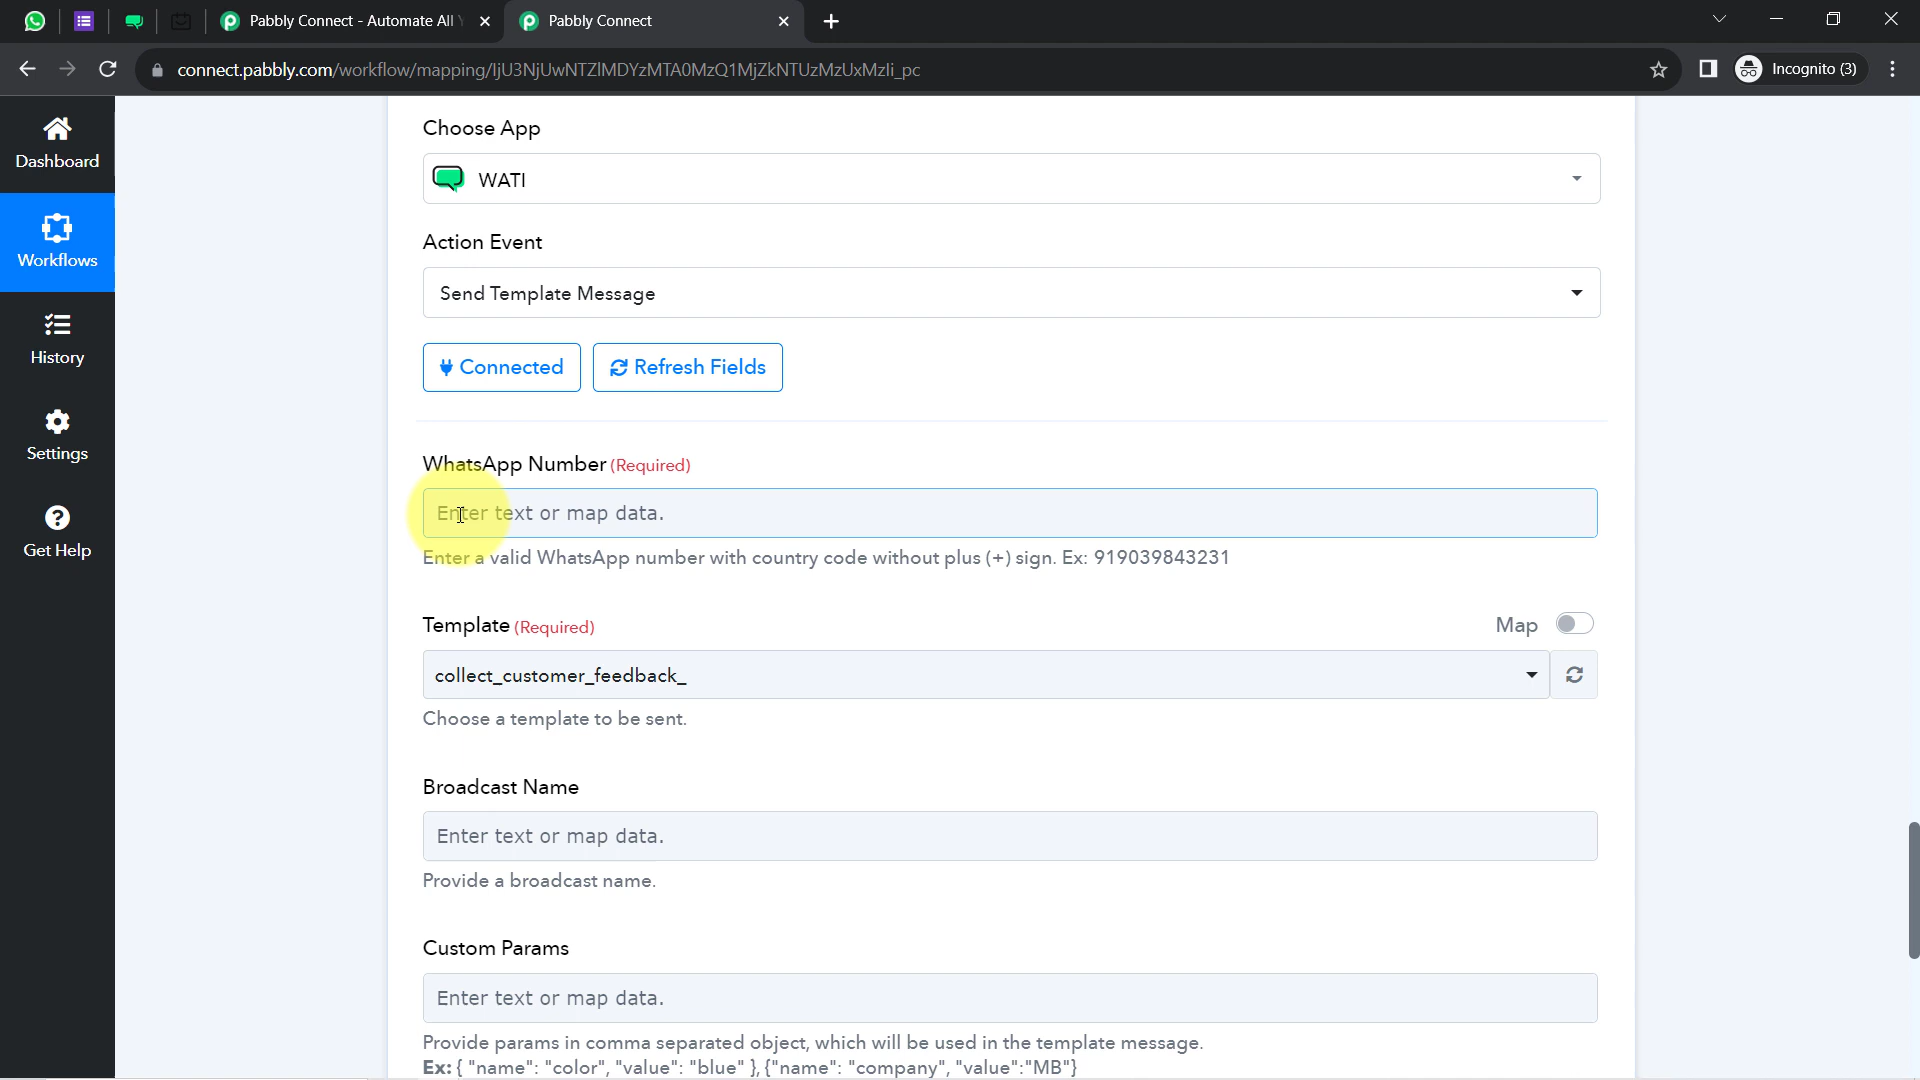 Pabbly Connect - Automate All
Pabbly Connect
connect.pabbly.com/workflow/mapping/IjU3NjUwNTZlMDYzMTA0MzQ1MjZkNTUzMzUxMzIi_pc
Incognito (3)
Dashboard
Workflows
History
Settings
Get Help
Choose App
WATI
Action Event
Send Template Message
Connected
Refresh Fields
WhatsApp Number (Required)
Enter text or map data.
Enter a valid WhatsApp number with country code without plus (+) sign. Ex: 919039843231
Template (Required)
Map
collect_customer_feedback_
Choose a template to be sent.
Broadcast Name
Enter text or map data.
Provide a broadcast name.
Custom Params
Enter text or map data.
Provide params in comma separated object, which will be used in the template message.
Ex: { "name": "color", "value": "blue" }, {"name": "company", "value":"MB"}